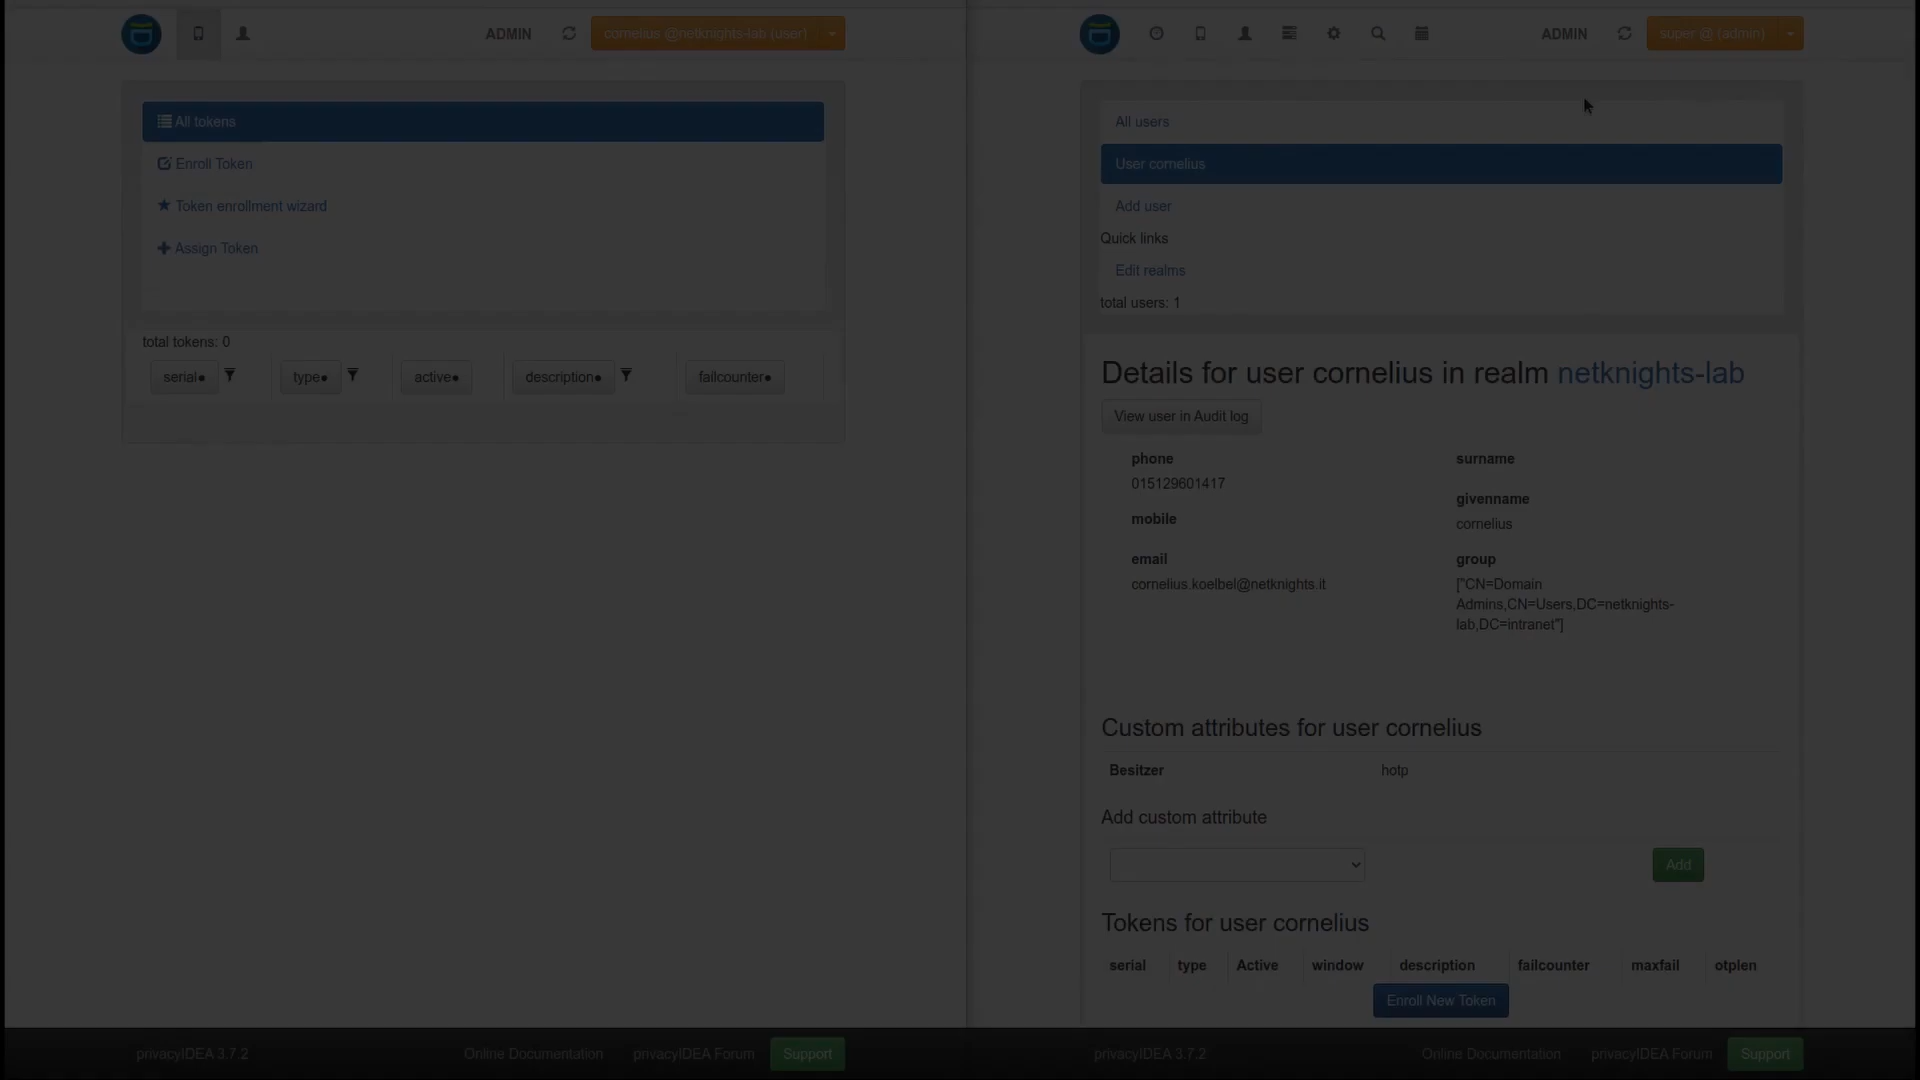 ADMIN
cornelius @netknights-lab (user)
All tokens
Enroll Token
Token enrollment wizard
Assign Token
total tokens: 0
serial● type● active● description● failcounter●
privacyIDEA 3.7.2 Online Documentation privacyIDEA Forum Support
ADMIN
super @ (admin)
All users
User cornelius
Add user
Quick links
Edit realms
total users: 1
Details for user cornelius in realm netknights-lab
View user in Audit log
phone
015129601417
mobile
email
cornelius.koelbel@netknights.it
surname
givenname
cornelius
group
["CN=Domain
Admins,CN=Users,DC=netknights-
lab,DC=intranet"]
Custom attributes for user cornelius
Besitzer hotp
Add custom attribute
Add
Tokens for user cornelius
serial type Active window description failcounter maxfail otplen
Enroll New Token
privacyIDEA 3.7.2 Online Documentation privacyIDEA Forum Support